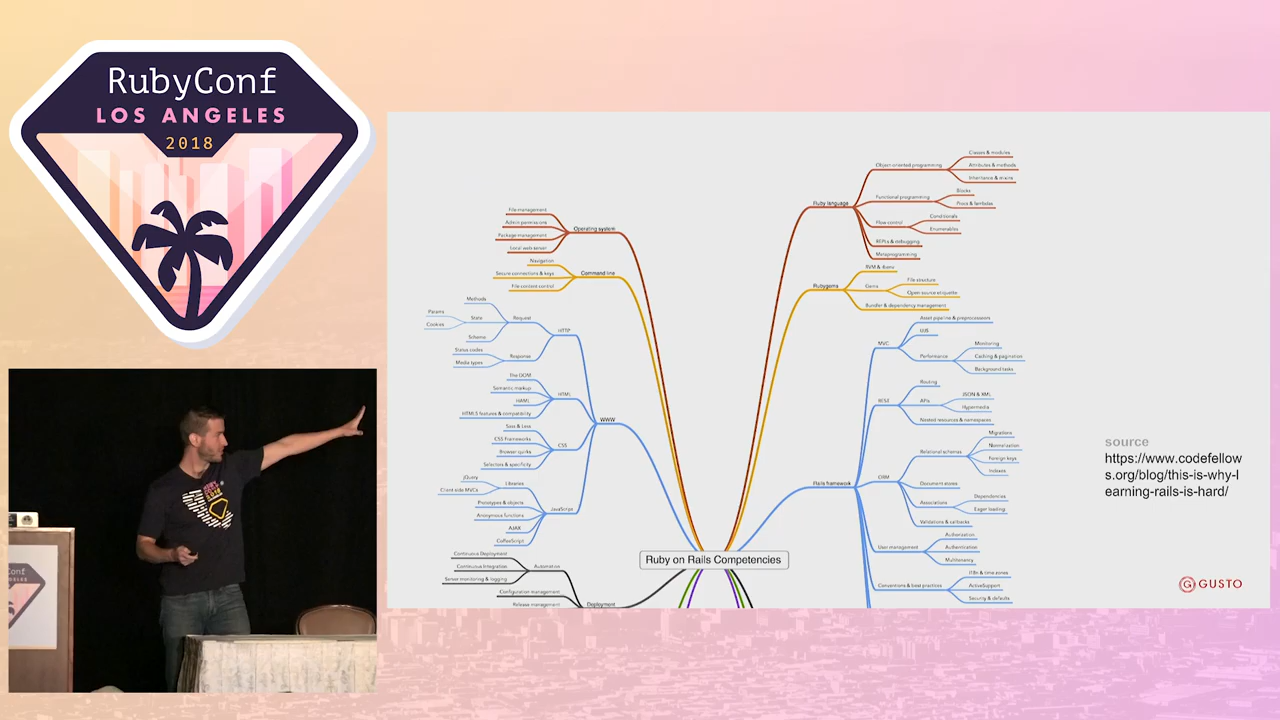 RubyConf
LOS ANGELES
2018
Classes & modules
Object-oriented programming
Attributes & methods
Inheritance & mixins
Blocks
Functional programming
Procs & lambdas
Ruby language
Conditionals
Flow control
Enumerables
REPLs & debugging
Metaprogramming
RVM & rbenv
File structure
Rubygems
Gems
Open source etiquette
Bundler & dependency management
File management
Admin permissions
Operating system
Package management
Local web server
Navigation
Command-line
Secure connections & keys
File content control
Methods
Params
State
Request
Cookies
Schema
HTTP
Status codes
Response
Media types
The DOM
Semantic markup
HTML
HAML
HTML5 features & compatibility
WWW
Sass & Less
CSS frameworks
CSS
Browser quirks
Selectors & specificity
jQuery
Libraries
Client-side MVCs
Prototypes & objects
JavaScript
Anonymous functions
AJAX
CoffeeScript
Continuous Deployment
Continuous Integration
Automation
Server monitoring & logging
Configuration management
Release management
Deployment
Asset pipeline & preprocessors
UJS
MVC
Monitoring
Performance
Caching & pagination
Background tasks
Routing
REST
JSON & XML
APIs
Hypermedia
Nested resources & namespaces
Migrations
Normalization
Relational schemas
Foreign keys
Indexes
ORM
Document stores
Rails framework
Dependencies
Associations
Eager loading
Validations & callbacks
Authorization
User management
Authentication
Multitenancy
I18n & time zones
Conventions & best practices
ActiveSupport
Security & defaults
Ruby on Rails Competencies
source
https://www.codefellow
s.org/blog/this-is-why-l
earning-rails-is-hard/
GUSTO